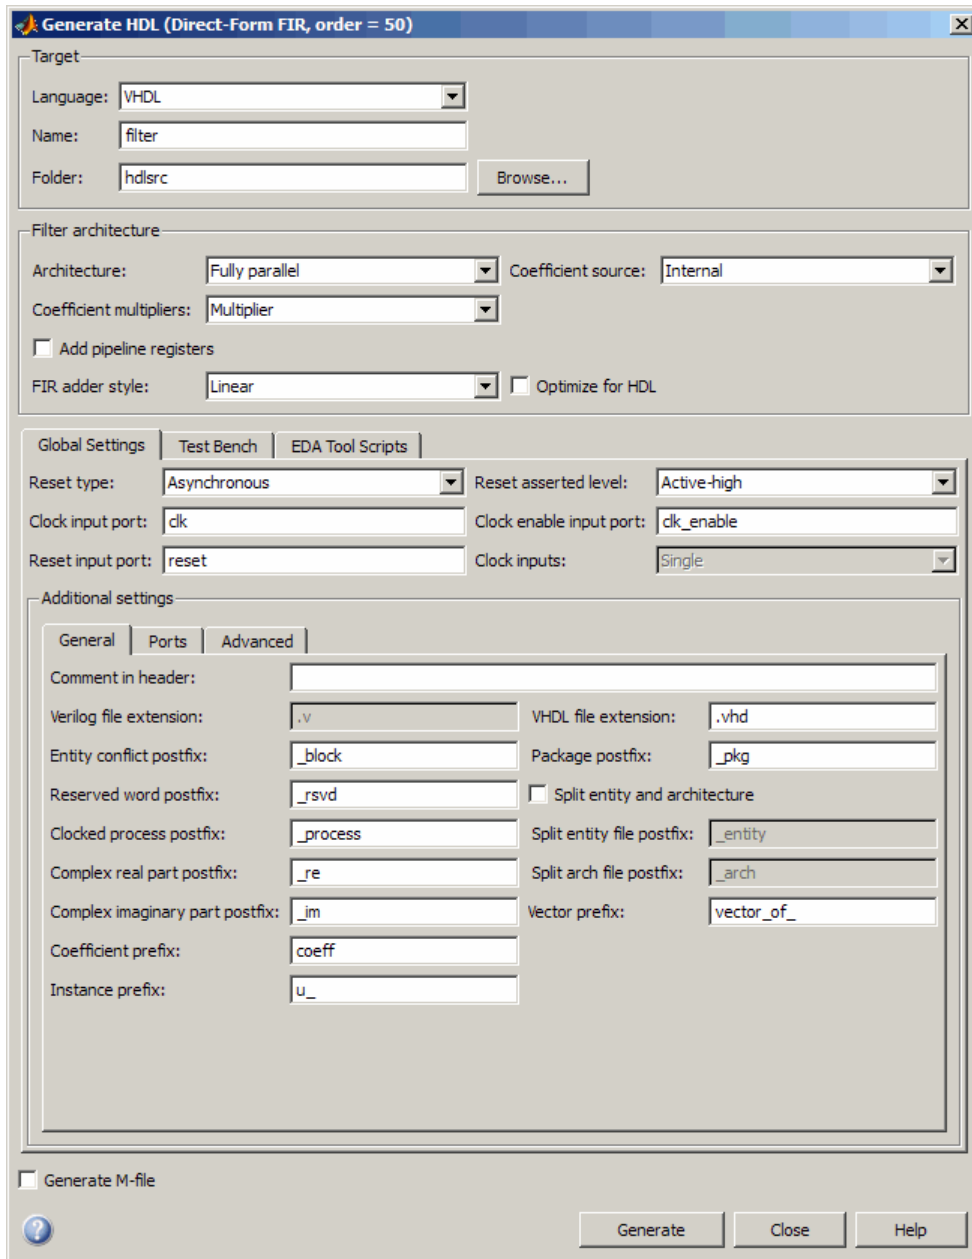 Generate HDL (Direct-Form FIR, order = 50)
Target
Language: VHDL
Name: filter
Folder: hdlsrc Browse...
Filter architecture
Architecture: Fully parallel Coefficient source: Internal
Coefficient multipliers: Multiplier
Add pipeline registers
FIR adder style: Linear Optimize for HDL
Global Settings Test Bench EDA Tool Scripts
Reset type: Asynchronous Reset asserted level: Active-high
Clock input port: clk Clock enable input port: clk_enable
Reset input port: reset Clock inputs: Single
Additional settings
General Ports Advanced
Comment in header:
Verilog file extension: .v VHDL file extension: .vhd
Entity conflict postfix: _block Package postfix: _pkg
Reserved word postfix: _rsvd Split entity and architecture
Clocked process postfix: _process Split entity file postfix: _entity
Complex real part postfix: _re Split arch file postfix: _arch
Complex imaginary part postfix: _im Vector prefix: vector_of_
Coefficient prefix: coeff
Instance prefix: u_
Generate M-file
? Generate Close Help